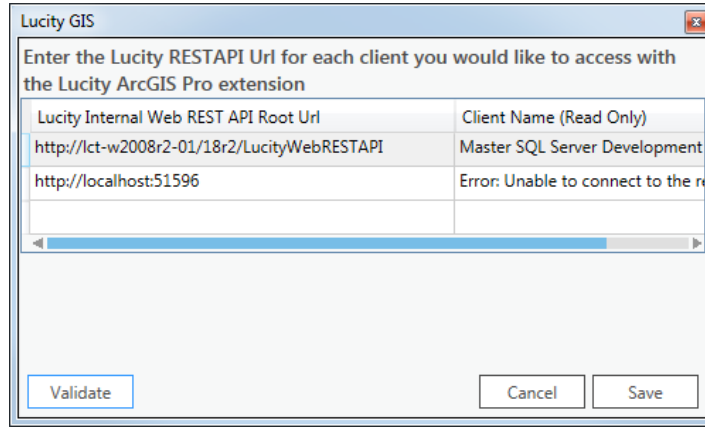 Lucity GIS
Enter the Lucity RESTAPI Url for each client you would like to access with
the Lucity ArcGIS Pro extension
Lucity Internal Web REST API Root Url Client Name (Read Only)
http://lct-w2008r2-01/18r2/LucityWebRESTAPI Master SQL Server Development
http://localhost:51596 Error: Unable to connect to the
Validate Cancel Save